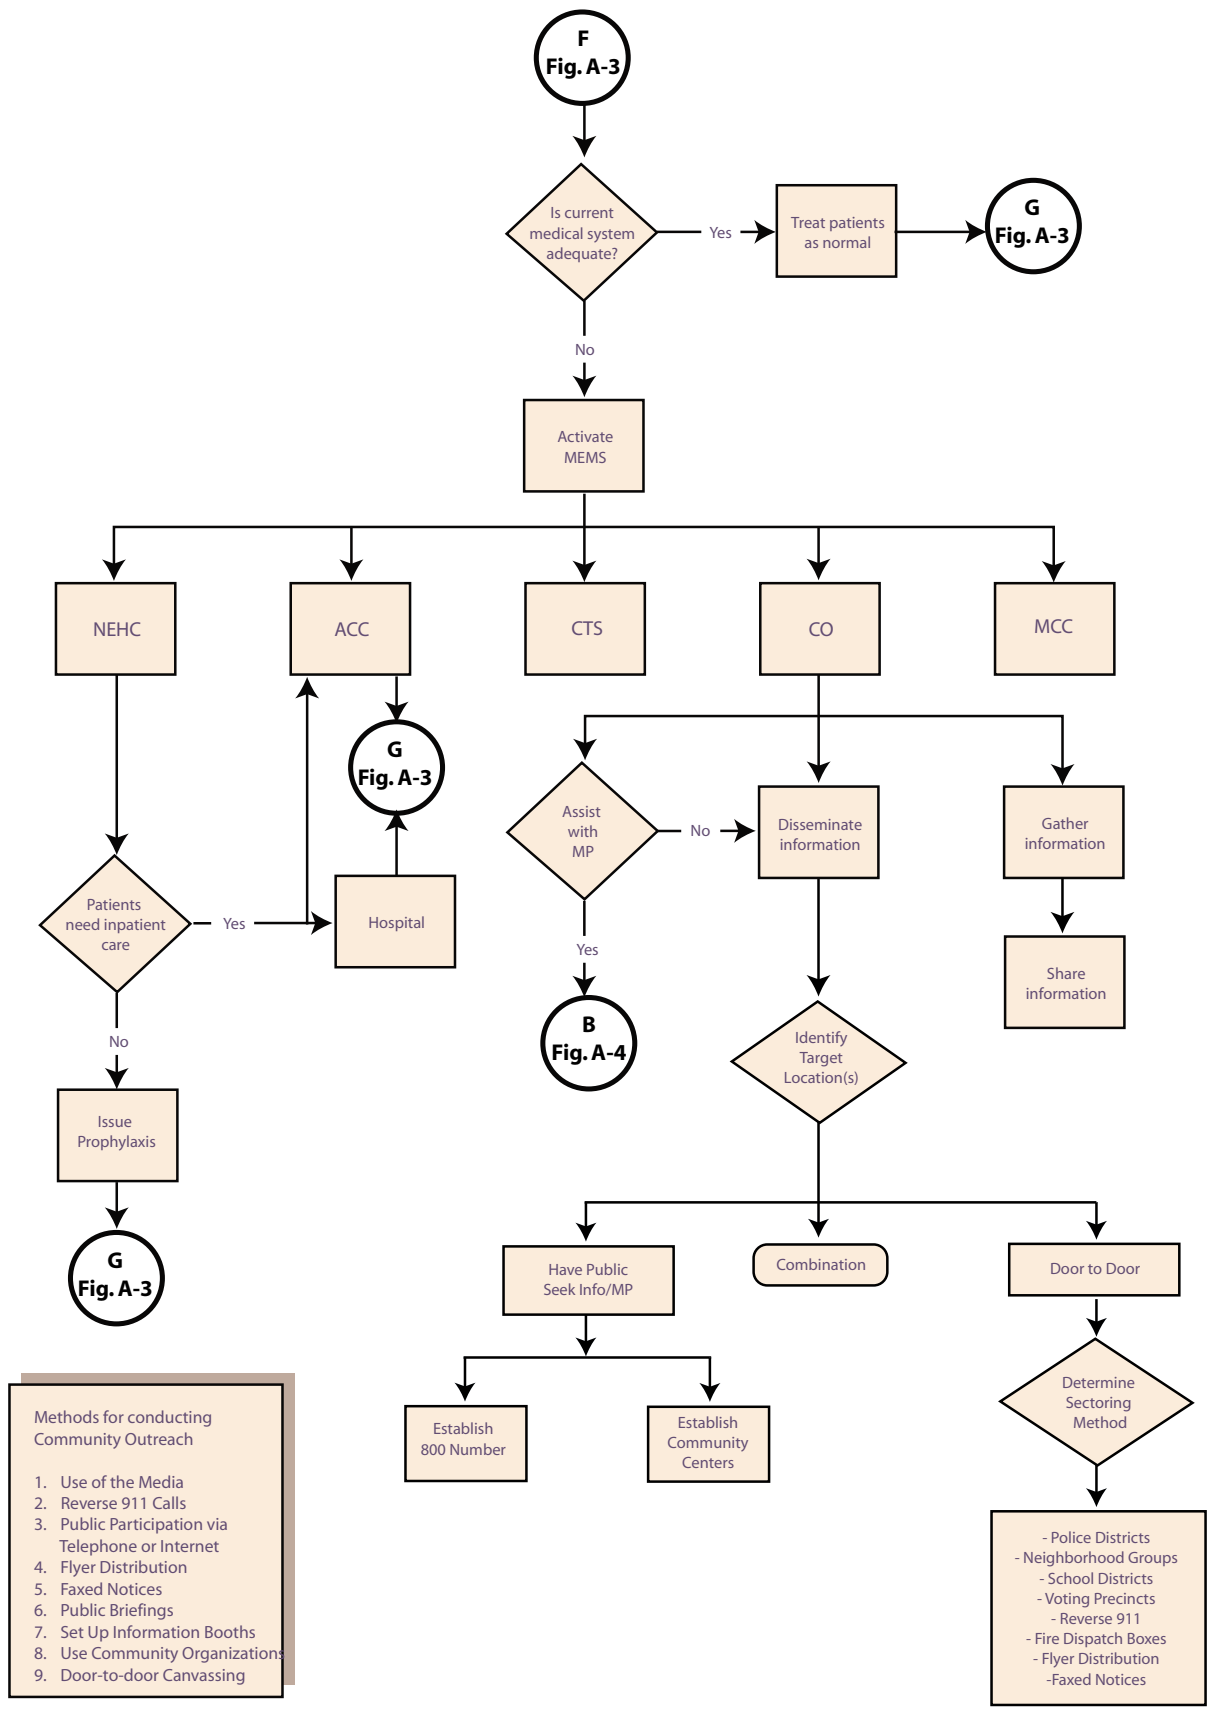 F
Fig. A-3
Is current
medical system
adequate?
Yes
Treat patients
as normal
G
Fig. A-3
No
Activate
MEMS
NEHC
ACC
CTS
CO
MCC
G
Fig. A-3
Assist
with
MP
No
Disseminate
information
Gather
information
Patients
need inpatient
care
Yes
Hospital
Yes
Share
information
No
B
Fig. A-4
Identify
Target
Location(s)
Issue
Prophylaxis
G
Fig. A-3
Have Public
Seek Info/MP
Combination
Door to Door
Establish
800 Number
Establish
Community
Centers
Determine
Sectoring
Method
Methods for conducting
Community Outreach
1. Use of the Media
2. Reverse 911 Calls
3. Public Participation via
Telephone or Internet
4. Flyer Distribution
5. Faxed Notices
6. Public Briefings
7. Set Up Information Booths
8. Use Community Organizations
9. Door-to-door Canvassing
- Police Districts
- Neighborhood Groups
- School Districts
- Voting Precincts
- Reverse 911
- Fire Dispatch Boxes
- Flyer Distribution
-Faxed Notices